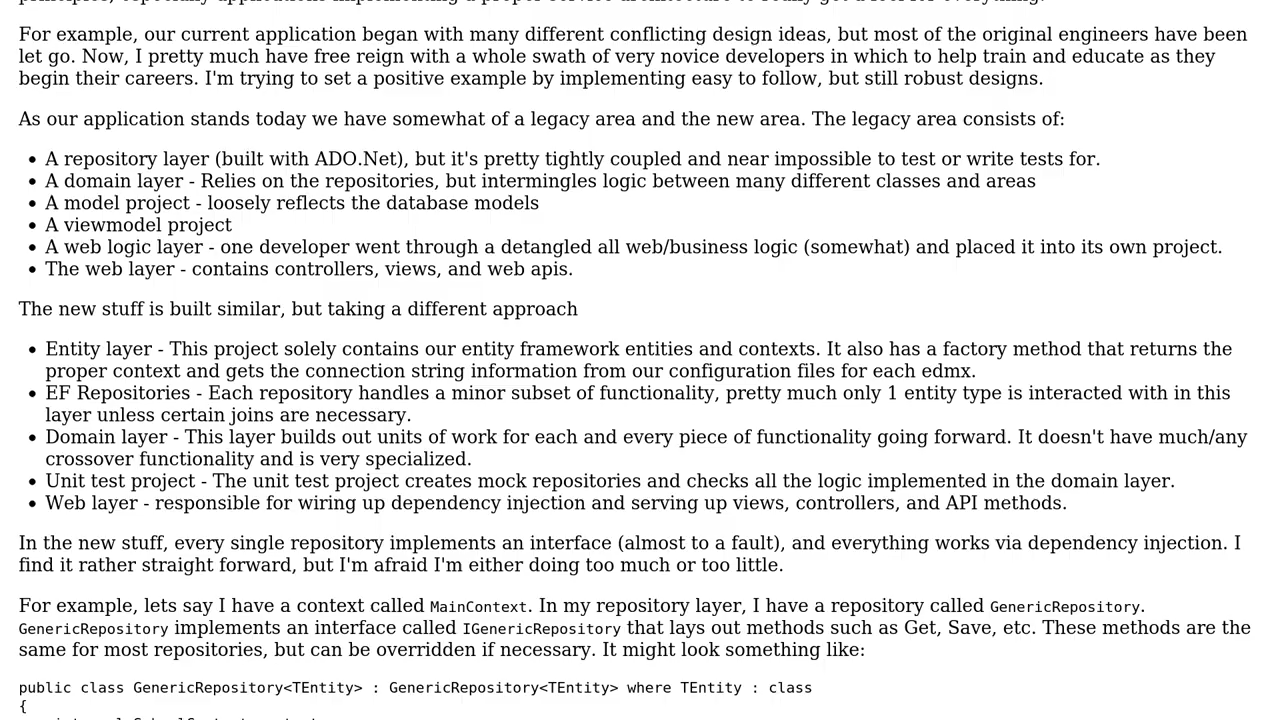 For example, our current application began with many different conflicting design ideas, but most of the original engineers have been
let go. Now, I pretty much have free reign with a whole swath of very novice developers in which to help train and educate as they
begin their careers. I'm trying to set a positive example by implementing easy to follow, but still robust designs.
As our application stands today we have somewhat of a legacy area and the new area. The legacy area consists of:
• A repository layer (built with ADO.Net), but it's pretty tightly coupled and near impossible to test or write tests for.
• A domain layer - Relies on the repositories, but intermingles logic between many different classes and areas
• A model project - loosely reflects the database models
• A viewmodel project
• A web logic layer - one developer went through a detangled all web/business logic (somewhat) and placed it into its own project.
• The web layer - contains controllers, views, and web apis.
The new stuff is built similar, but taking a different approach
• Entity layer - This project solely contains our entity framework entities and contexts. It also has a factory method that returns the
proper context and gets the connection string information from our configuration files for each edmx.
• EF Repositories - Each repository handles a minor subset of functionality, pretty much only 1 entity type is interacted with in this
layer unless certain joins are necessary.
• Domain layer - This layer builds out units of work for each and every piece of functionality going forward. It doesn't have much/any
crossover functionality and is very specialized.
• Unit test project - The unit test project creates mock repositories and checks all the logic implemented in the domain layer.
• Web layer - responsible for wiring up dependency injection and serving up views, controllers, and API methods.
In the new stuff, every single repository implements an interface (almost to a fault), and everything works via dependency injection. I
find it rather straight forward, but I'm afraid I'm either doing too much or too little.
For example, lets say I have a context called MainContext. In my repository layer, I have a repository called GenericRepository.
GenericRepository implements an interface called IGenericRepository that lays out methods such as Get, Save, etc. These methods are the
same for most repositories, but can be overridden if necessary. It might look something like:
public class GenericRepository<TEntity> : GenericRepository<TEntity> where TEntity : class
{